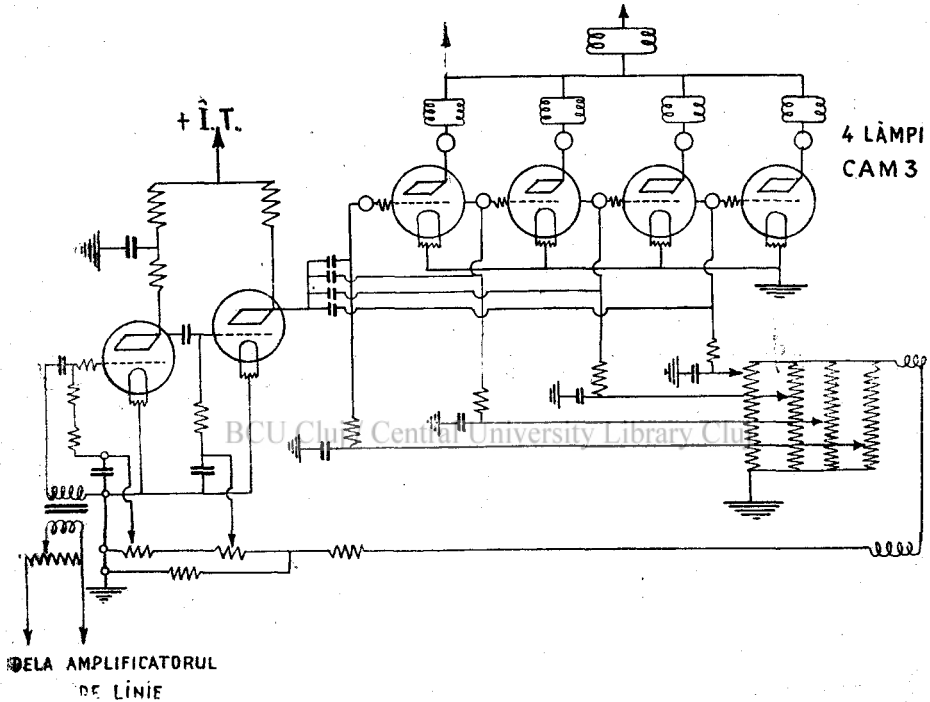 + Î.T.
4 LÀMPI
CAM 3
BCU Cluj Central University Library Cluj
DELA AMPLIFICATORUL
DE LINIE